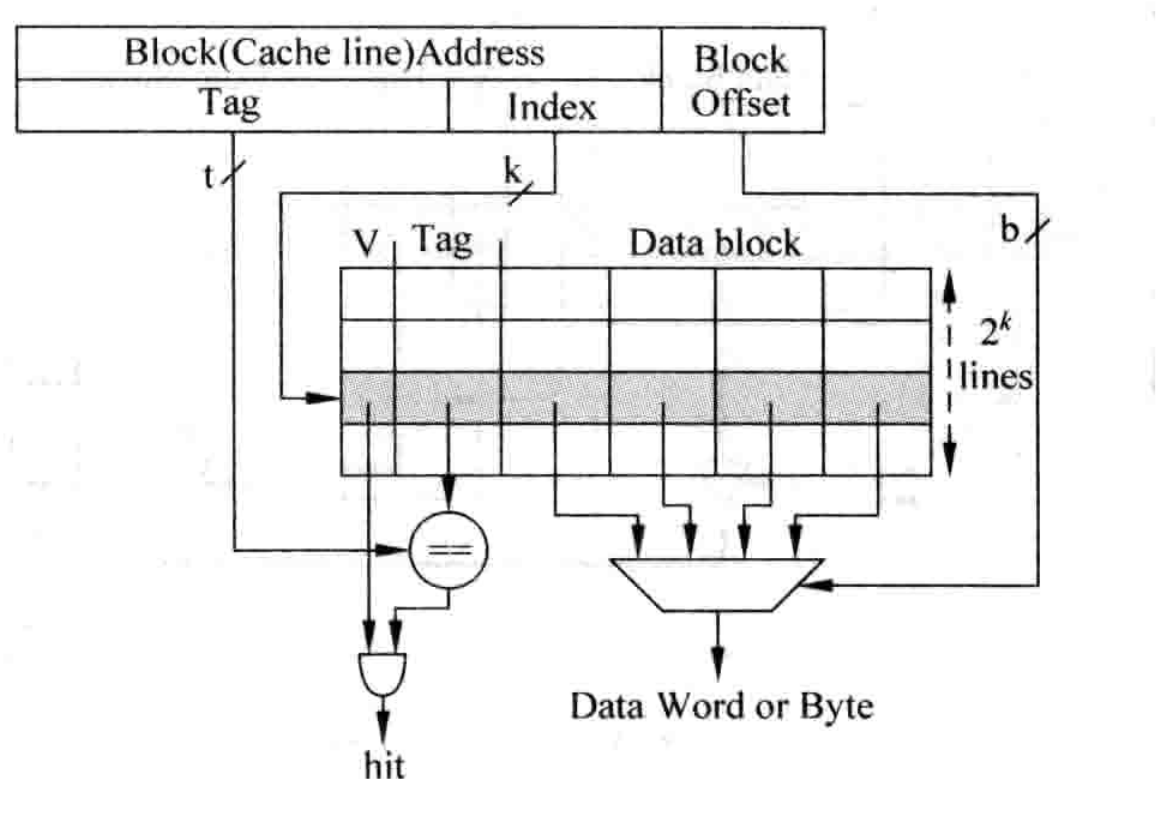 Block(Cache line)Address
Block
Offset
Tag
Index
t
k
b
V
Tag
Data block
2^k
lines
==
Data Word or Byte
hit